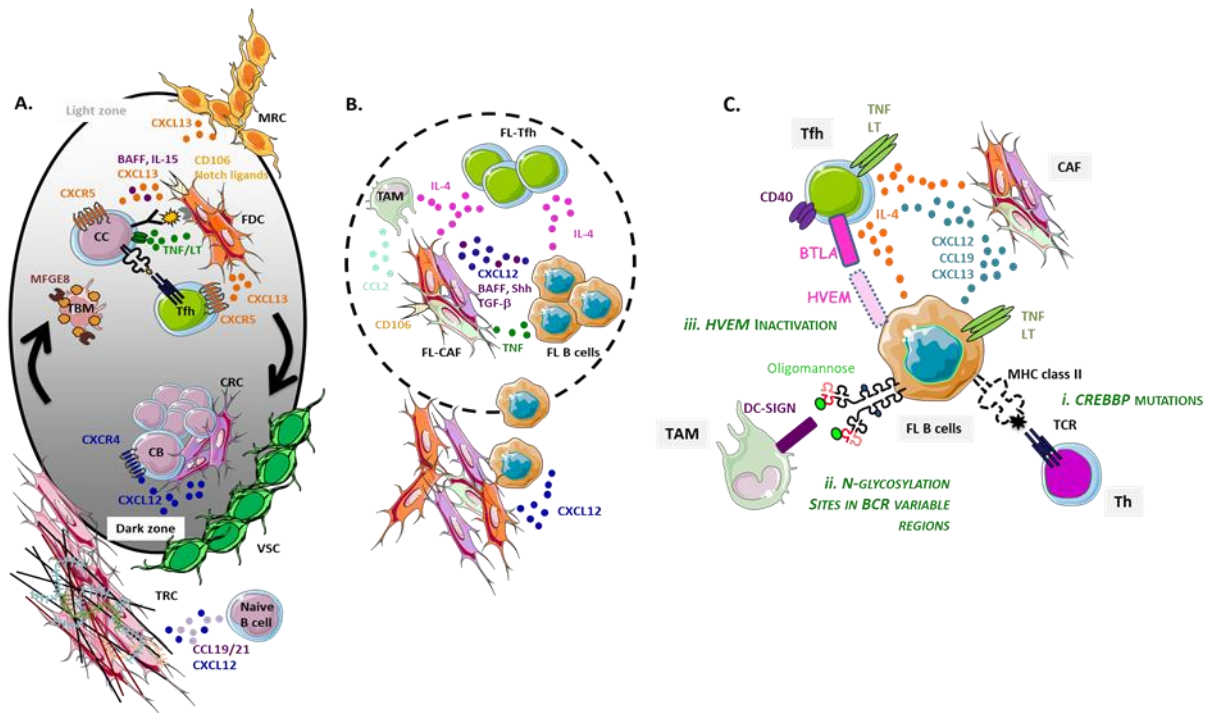 A.
Light zone
MRC
CXCL13
BAFF, IL-15
CXCL13
CD106
Notch ligands
CXCR5
FDC
CC
TNF/LT
MFGE8
TBM
CXCL13
Tfh
CXCR5
CRC
CXCR4
CB
CXCL12
Dark zone
VSC
TRC
Naive
B cell
CCL19/21
CXCL12
B.
FL-Tfh
TAM
IL-4
IL-4
CCL2
CXCL12
BAFF, Shh
TGF-β
CD106
TNF
FL-CAF
FL B cells
CXCL12
C.
TNF
LT
Tfh
CAF
CD40
IL-4
BTLA
CXCL12
CCL19
CXCL13
HVEM
iii. HVEM INACTIVATION
TNF
LT
Oligomannose
MHC class II
i. CREBBP MUTATIONS
DC-SIGN
FL B cells
TCR
TAM
ii. N-GLYCOSYLATION
SITES IN BCR VARIABLE
REGIONS
Th